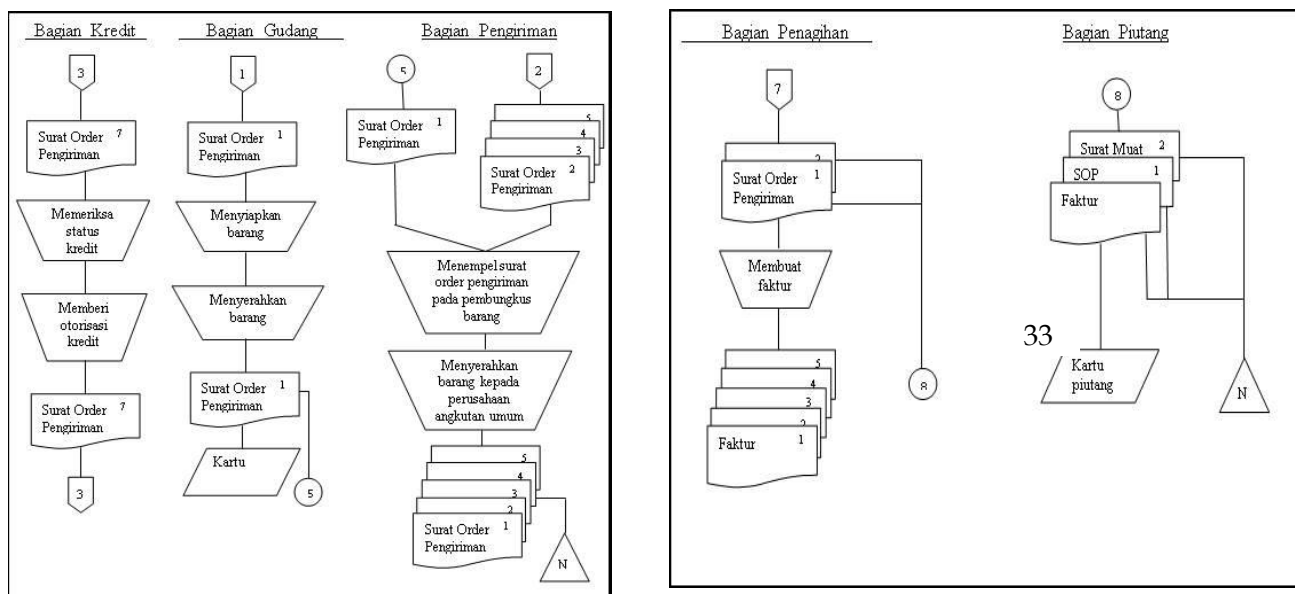 Bagian Kredit
3
Surat Order 7
Pengiriman
Memeriksa
status
kredit
Memberi
otorisasi
kredit
Surat Order 7
Pengiriman
3
Bagian Gudang
1
Surat Order 1
Pengiriman
Menyiapkan
barang
Menyerahkan
barang
Surat Order 1
Pengiriman
Kartu
5
Bagian Pengiriman
5
Surat Order 1
Pengiriman
2
5
4
3
Surat Order 2
Pengiriman
Menempel surat
order pengiriman
pada pembungkus
barang
Menyerahkan
barang kepada
perusahaan
angkutan umum
5
4
3
2
Surat Order 1
Pengiriman
N
Bagian Penagihan
7
2
Surat Order 1
Pengiriman
Membuat
faktur
5
4
3
2
Faktur 1
8
Bagian Piutang
8
Surat Muat 2
SOP 1
Faktur
33
Kartu
piutang
N